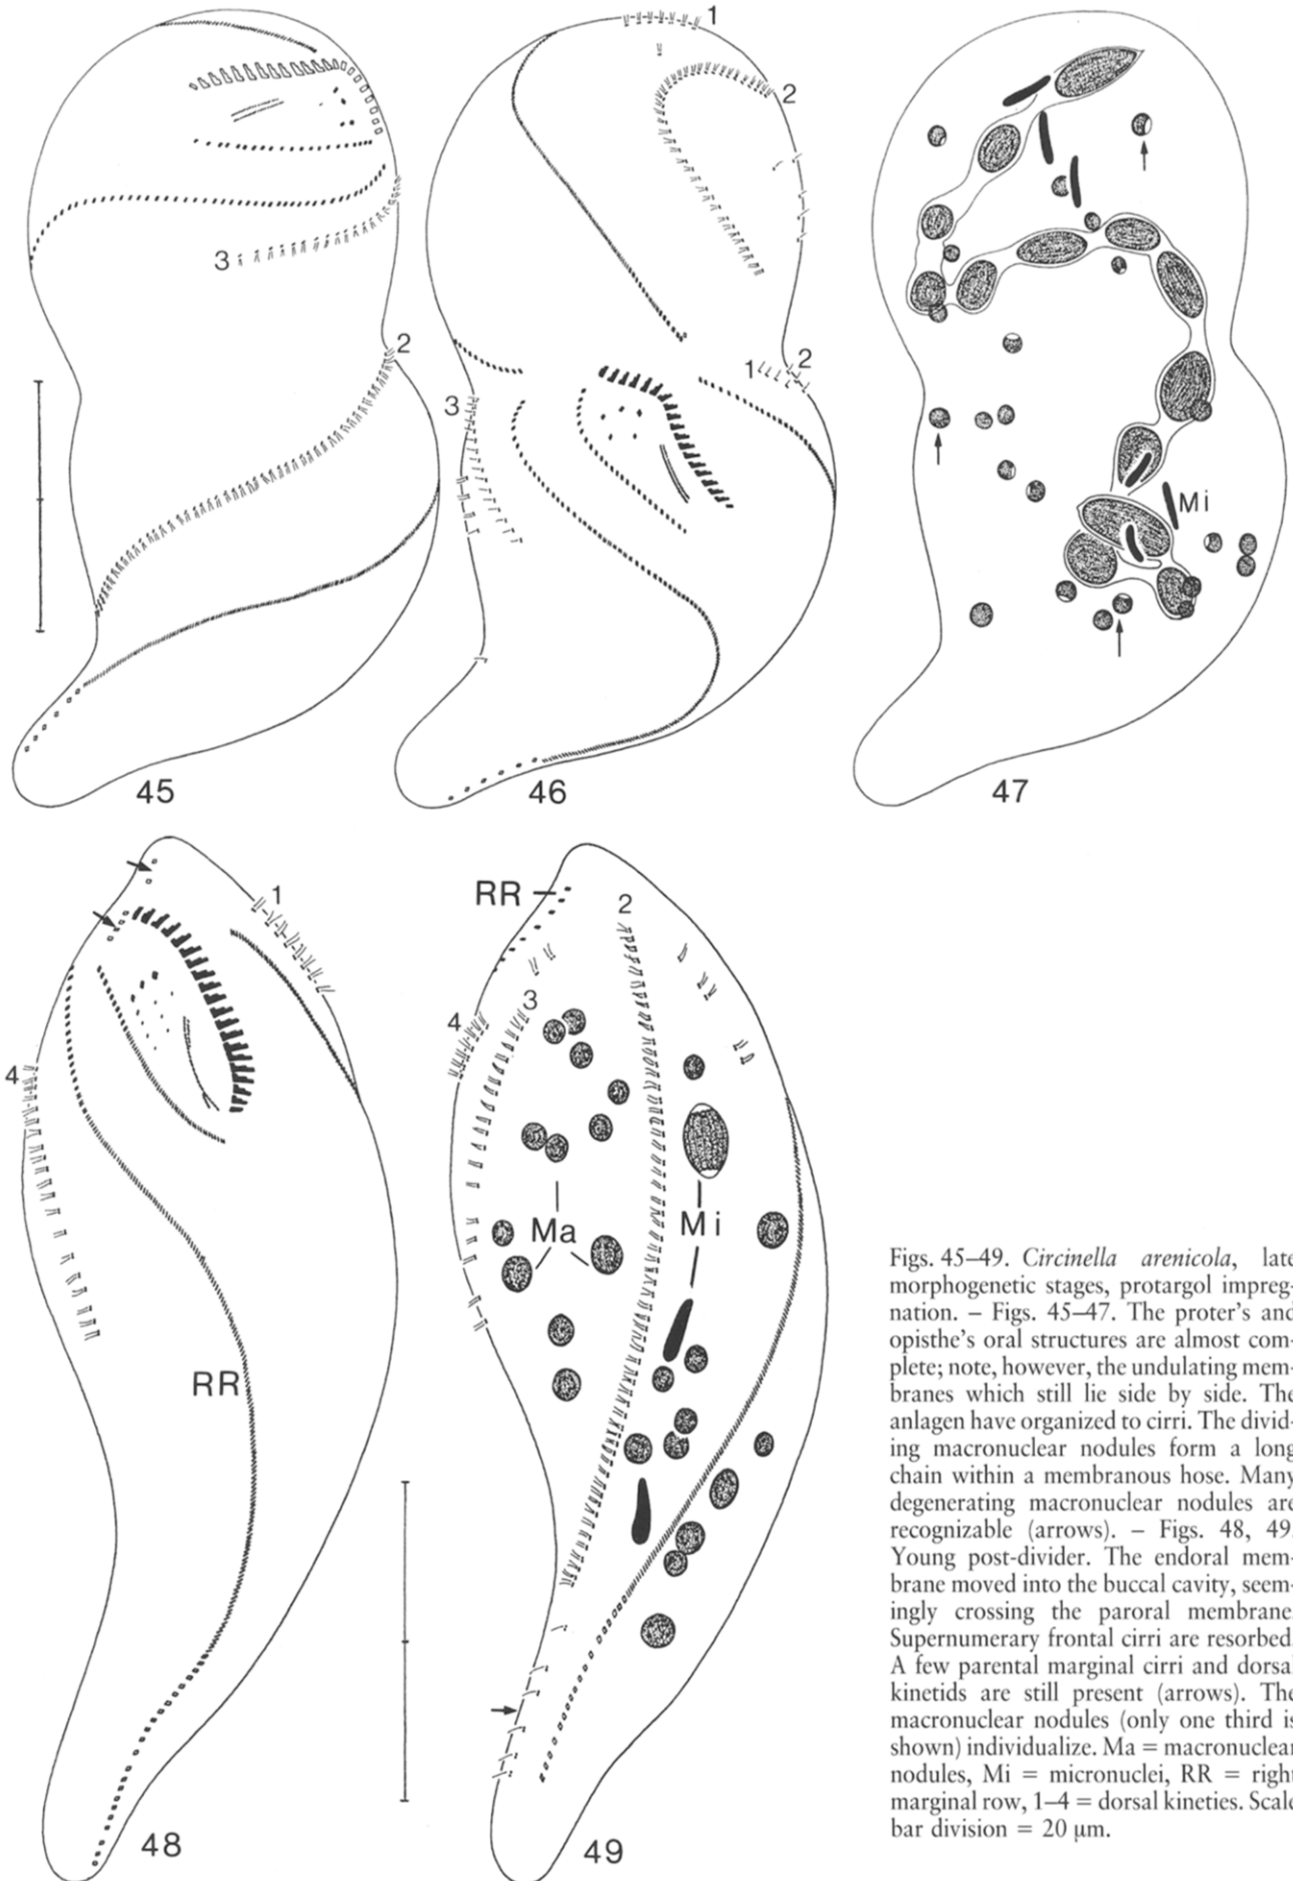 1
2
3
2
1
2
3
Mi
45
46
47
1
RR
2
3
4
4
Ma
Mi
RR
48
49
Figs. 45–49. Circinella arenicola, late
morphogenetic stages, protargol impreg-
nation. – Figs. 45–47. The proter's and
opisthe's oral structures are almost com-
plete; note, however, the undulating mem-
branes which still lie side by side. The
anlagen have organized to cirri. The divid-
ing macronuclear nodules form a long
chain within a membranous hose. Many
degenerating macronuclear nodules are
recognizable (arrows). – Figs. 48, 49.
Young post-divider. The endoral mem-
brane moved into the buccal cavity, seem-
ingly crossing the paroral membrane.
Supernumerary frontal cirri are resorbed.
A few parental marginal cirri and dorsal
kinetids are still present (arrows). The
macronuclear nodules (only one third is
shown) individualize. Ma = macronuclear
nodules, Mi = micronuclei, RR = right
marginal row, 1–4 = dorsal kineties. Scale
bar division = 20 μm.